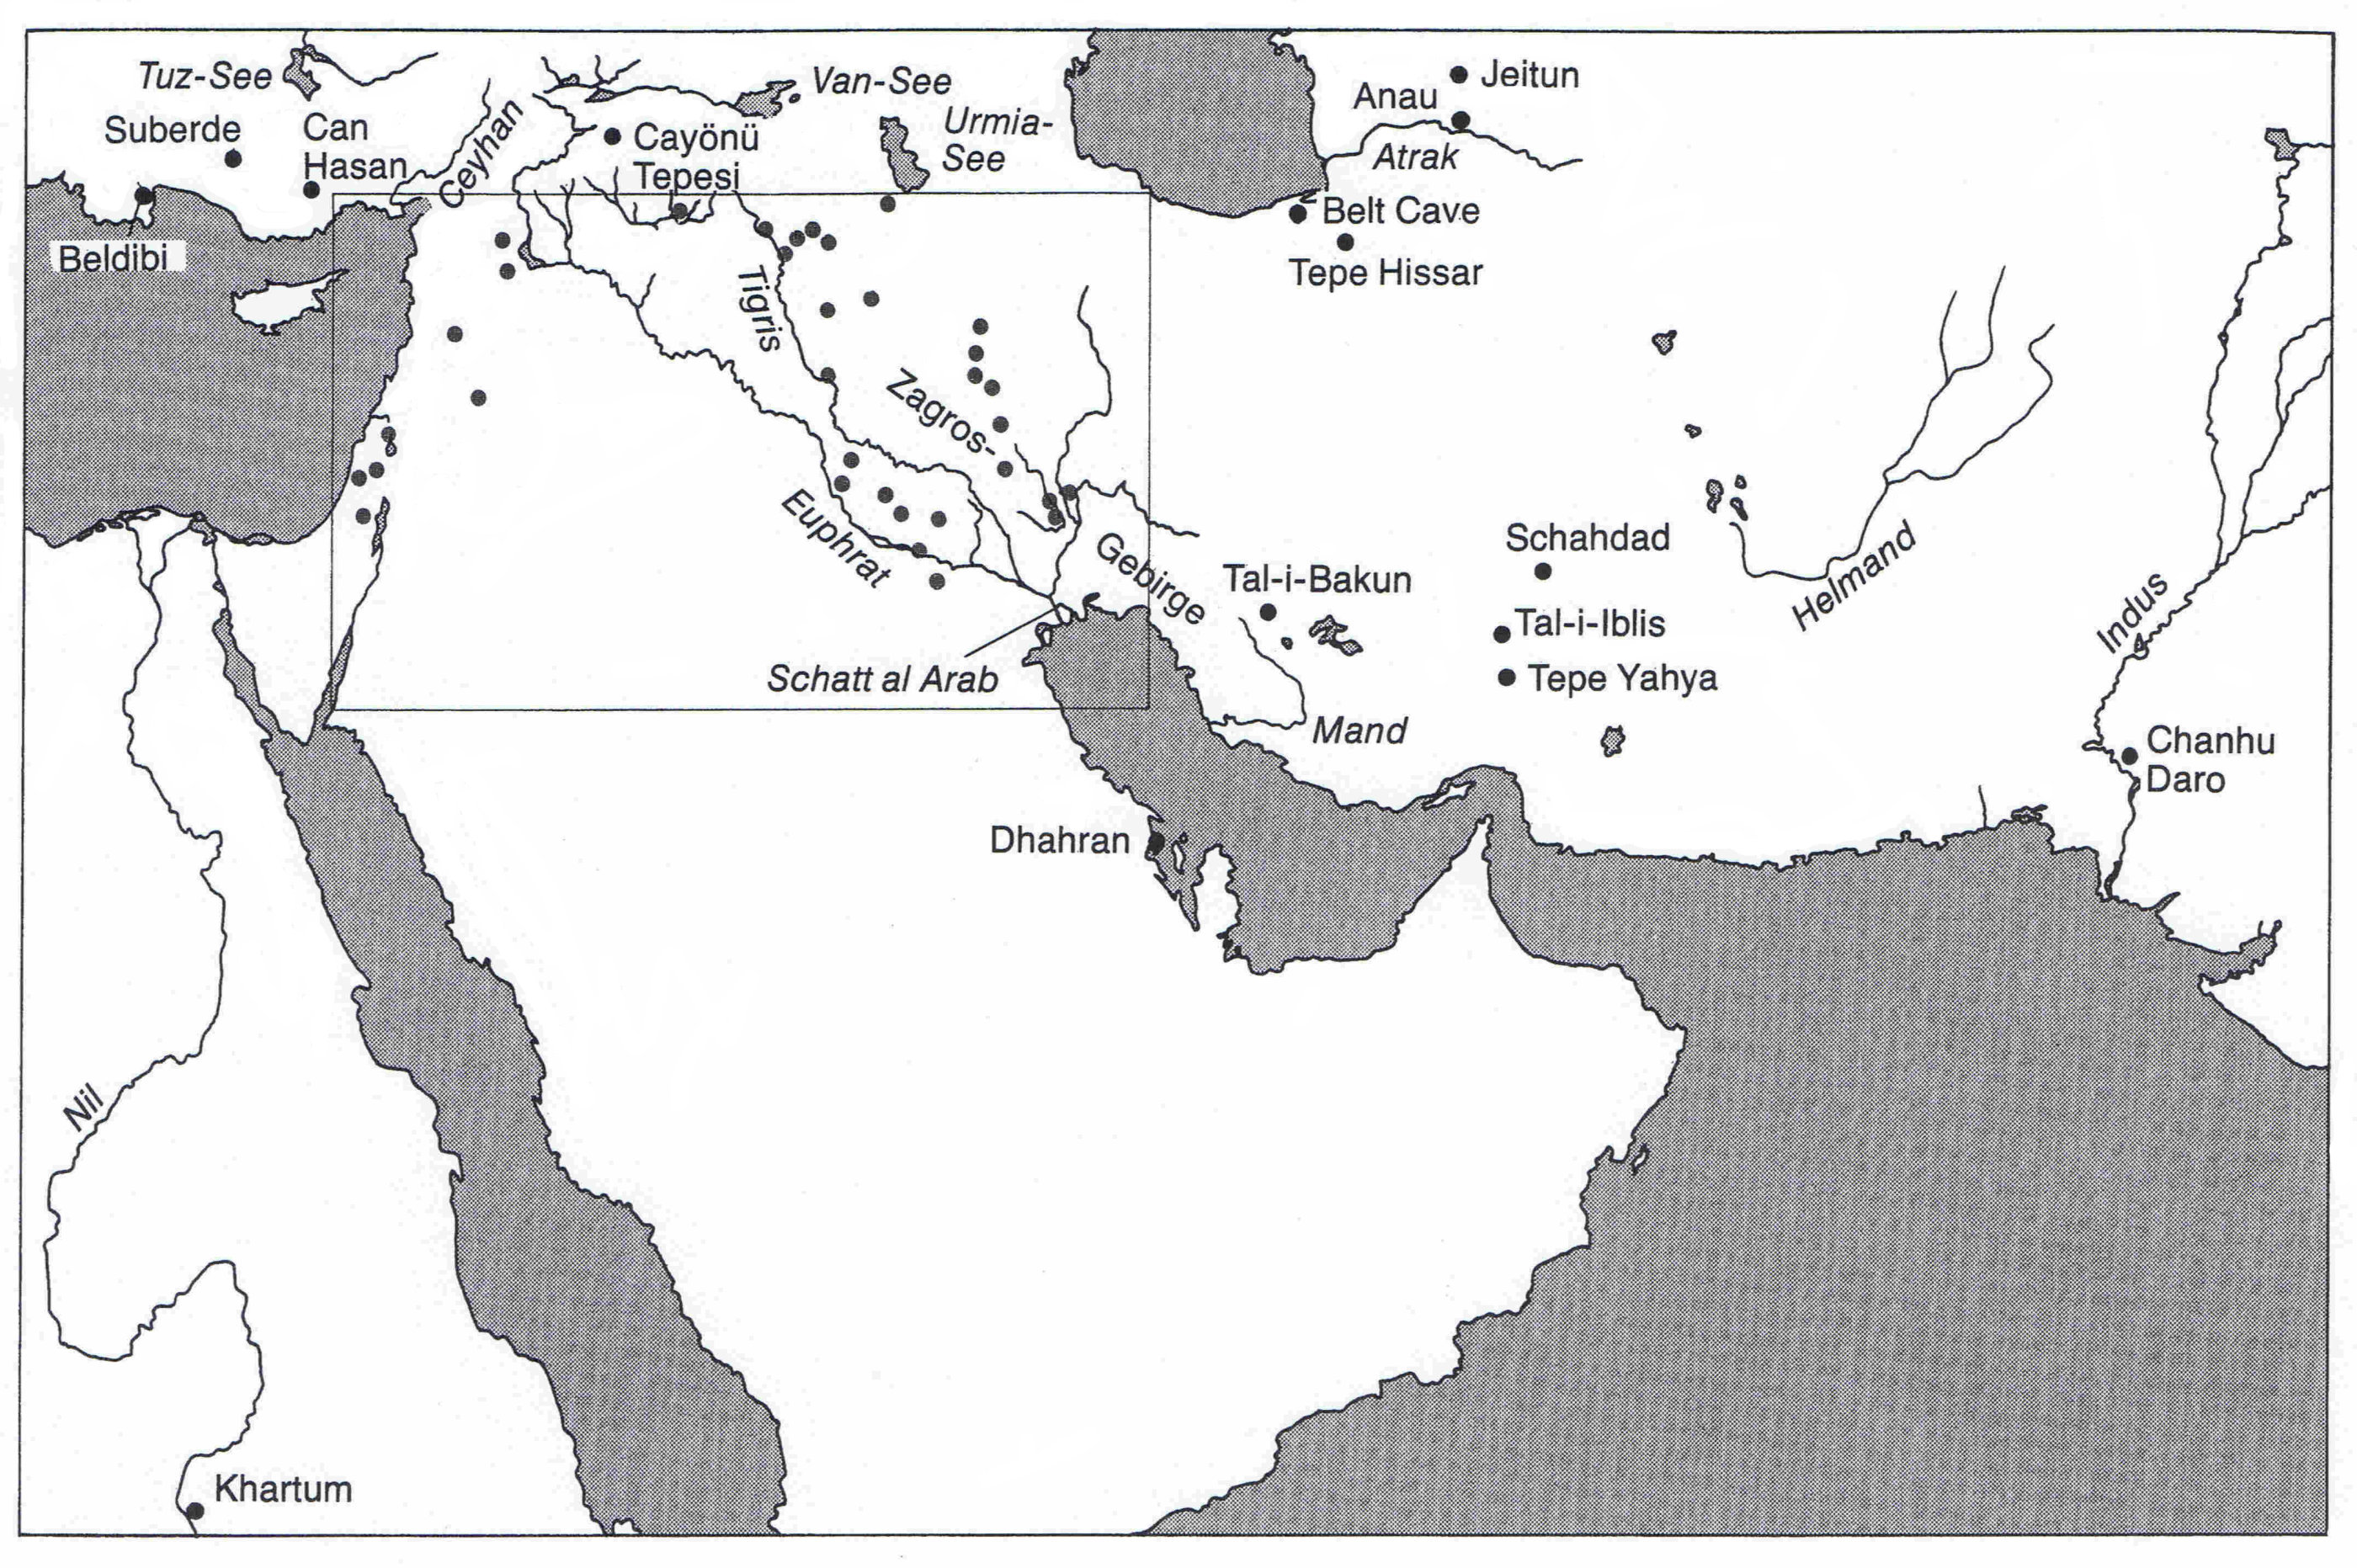 Tuz-See
Van-See
Jeitun
Anau
Suberde
Can
Hasan
Ceyhan
Cayönü
Tepesi
Urmia-
See
Atrak
Beldibi
Belt Cave
Tepe Hissar
Tigris
Zagros-
Euphrat
Gebirge
Schahdad
Tal-i-Bakun
Helmand
Indus
Tal-i-Iblis
Schatt al Arab
Tepe Yahya
Mand
Chanhu
Daro
Dhahran
Nil
Khartum